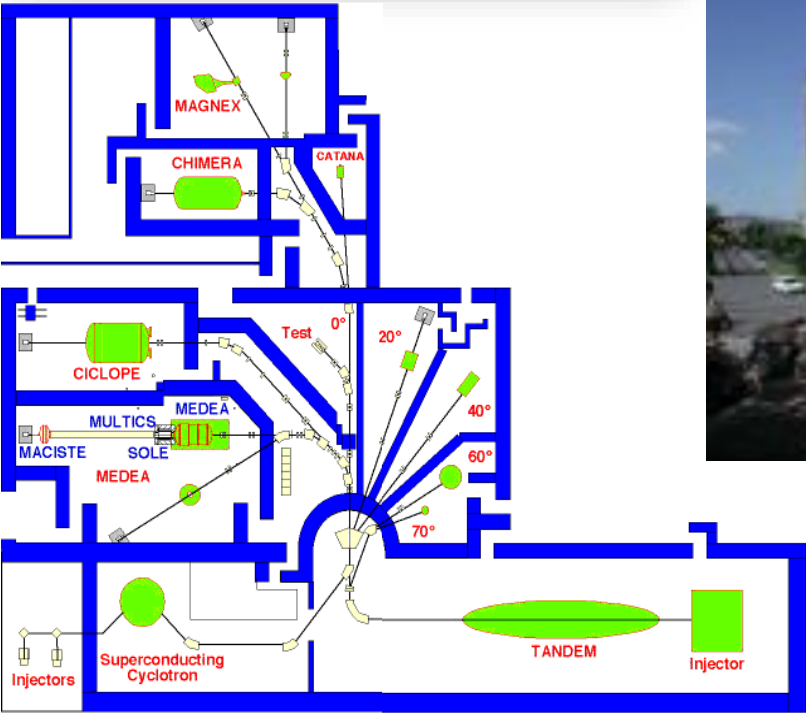 MAGNEX
CHIMERA
CATANA
Test
0°
20°
CICLOPE
40°
MULTICS
MEDEA
MACISTE
SOLE
60°
MEDEA
70°
TANDEM
Superconducting
Cyclotron
Injector
Injectors